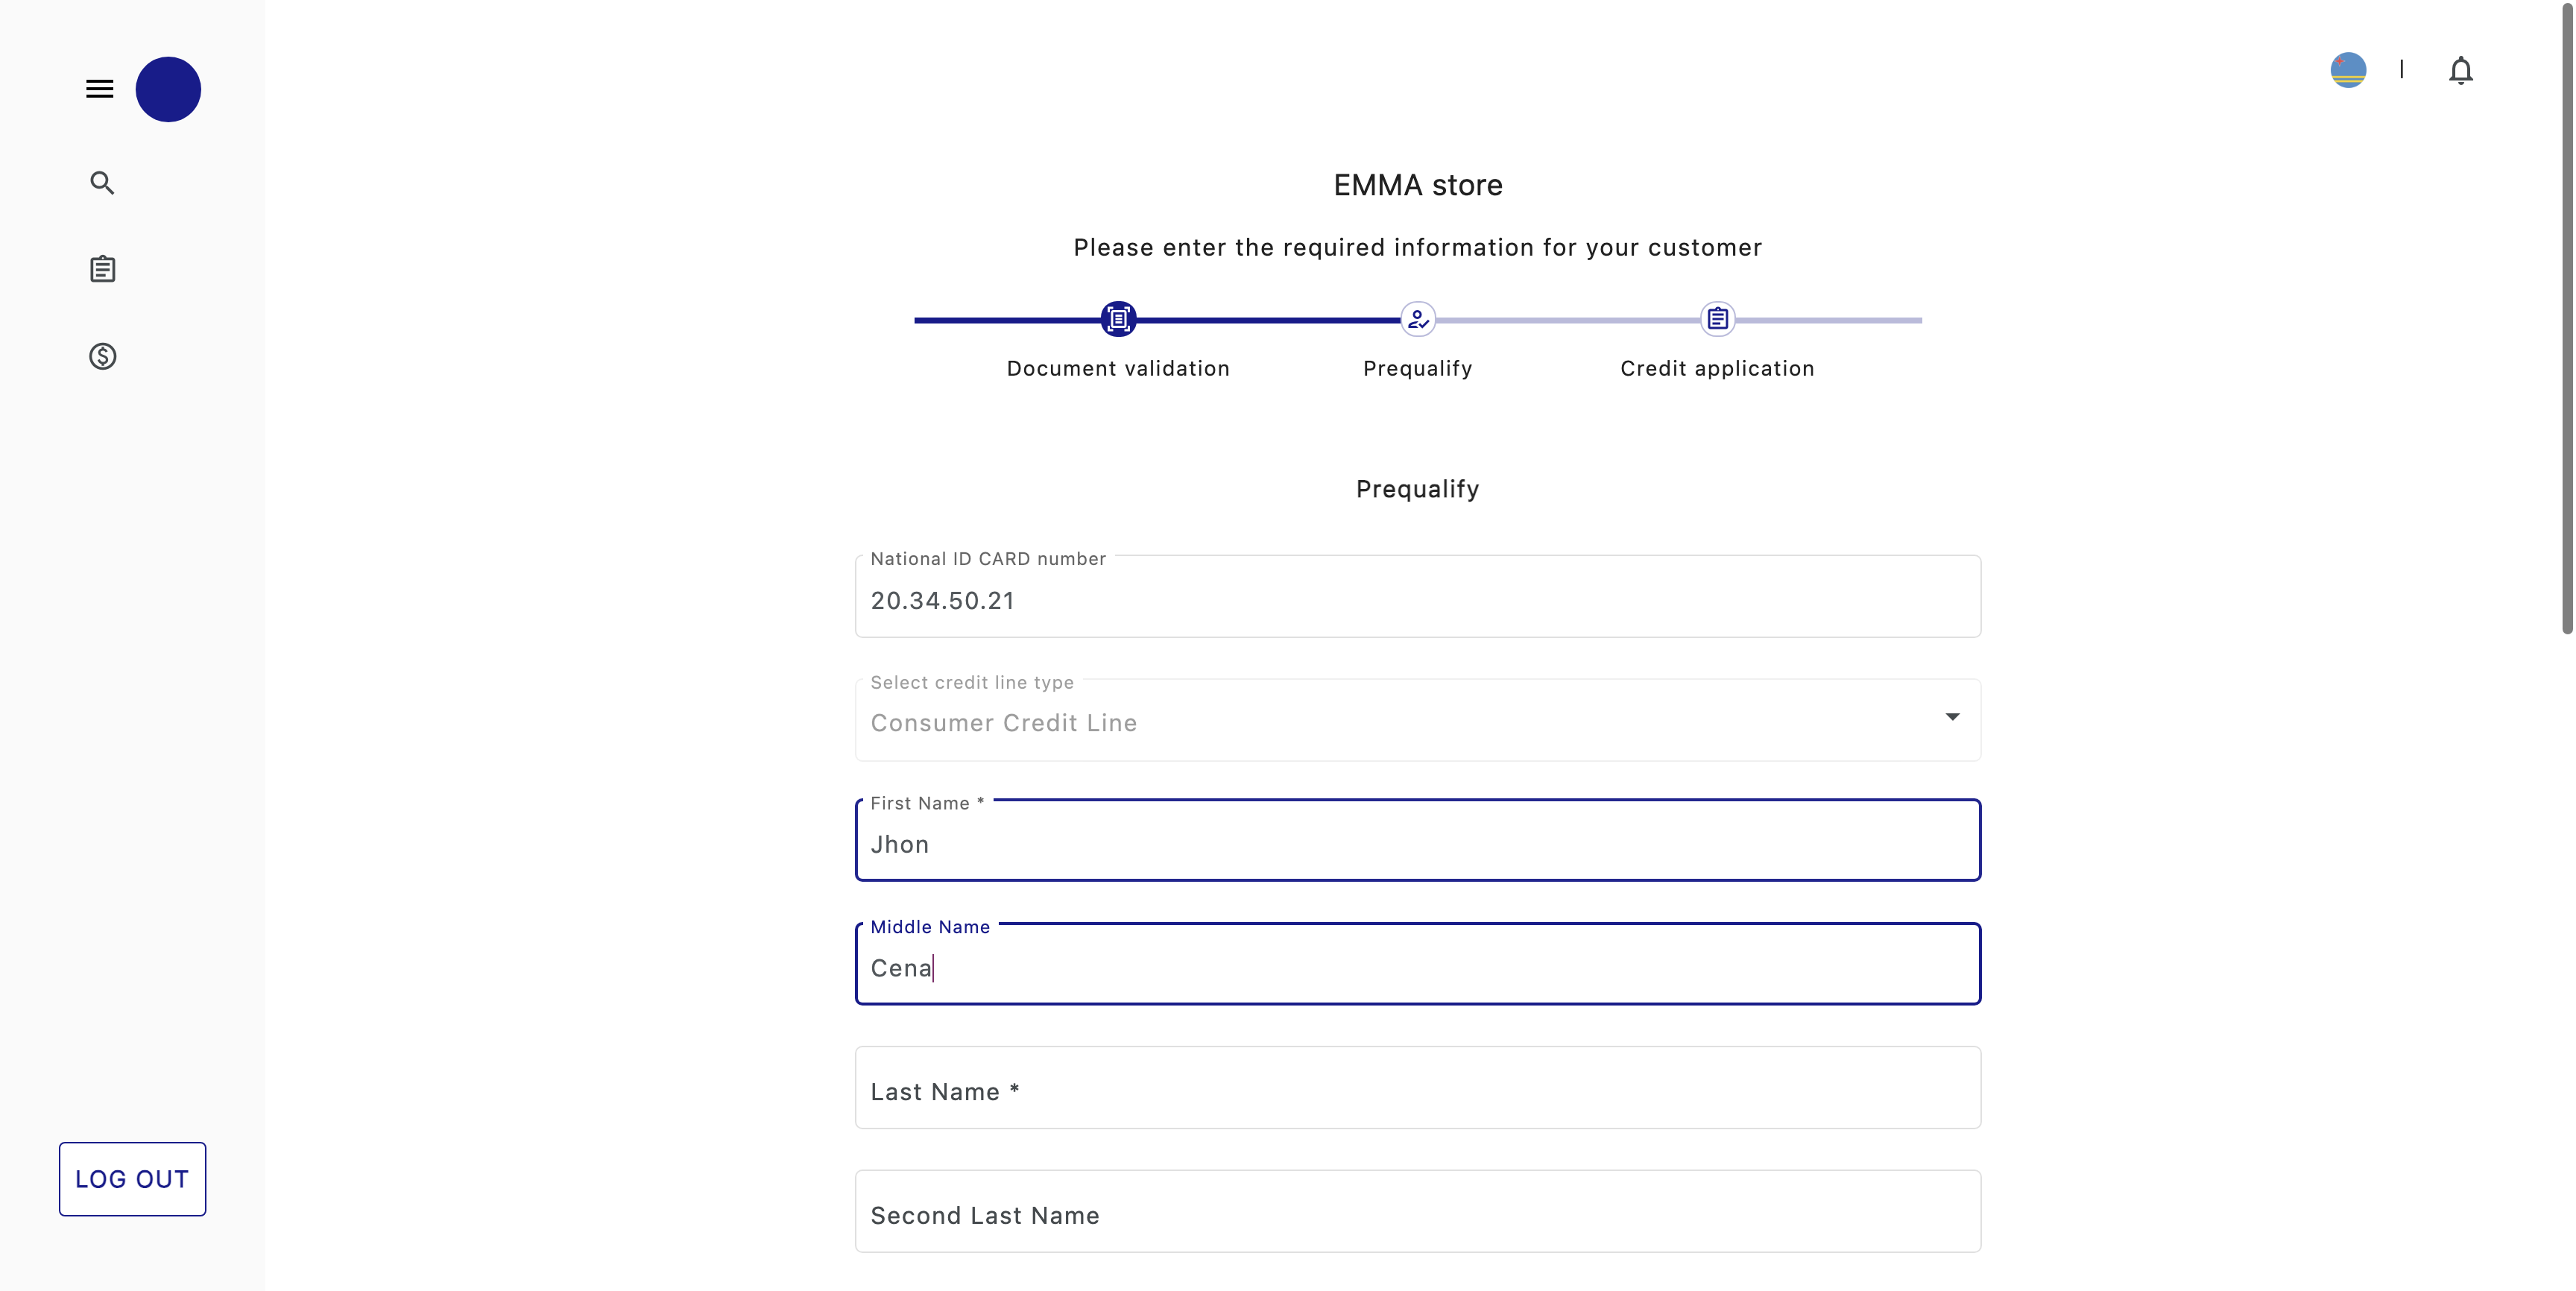 EMMA store
Please enter the required information for your customer
Document validation
Prequalify
Credit application
Prequalify
National ID CARD number
20.34.50.21
Select credit line type
Consumer Credit Line
First Name *
Jhon
Middle Name
Cena
Last Name *
Second Last Name
LOG OUT